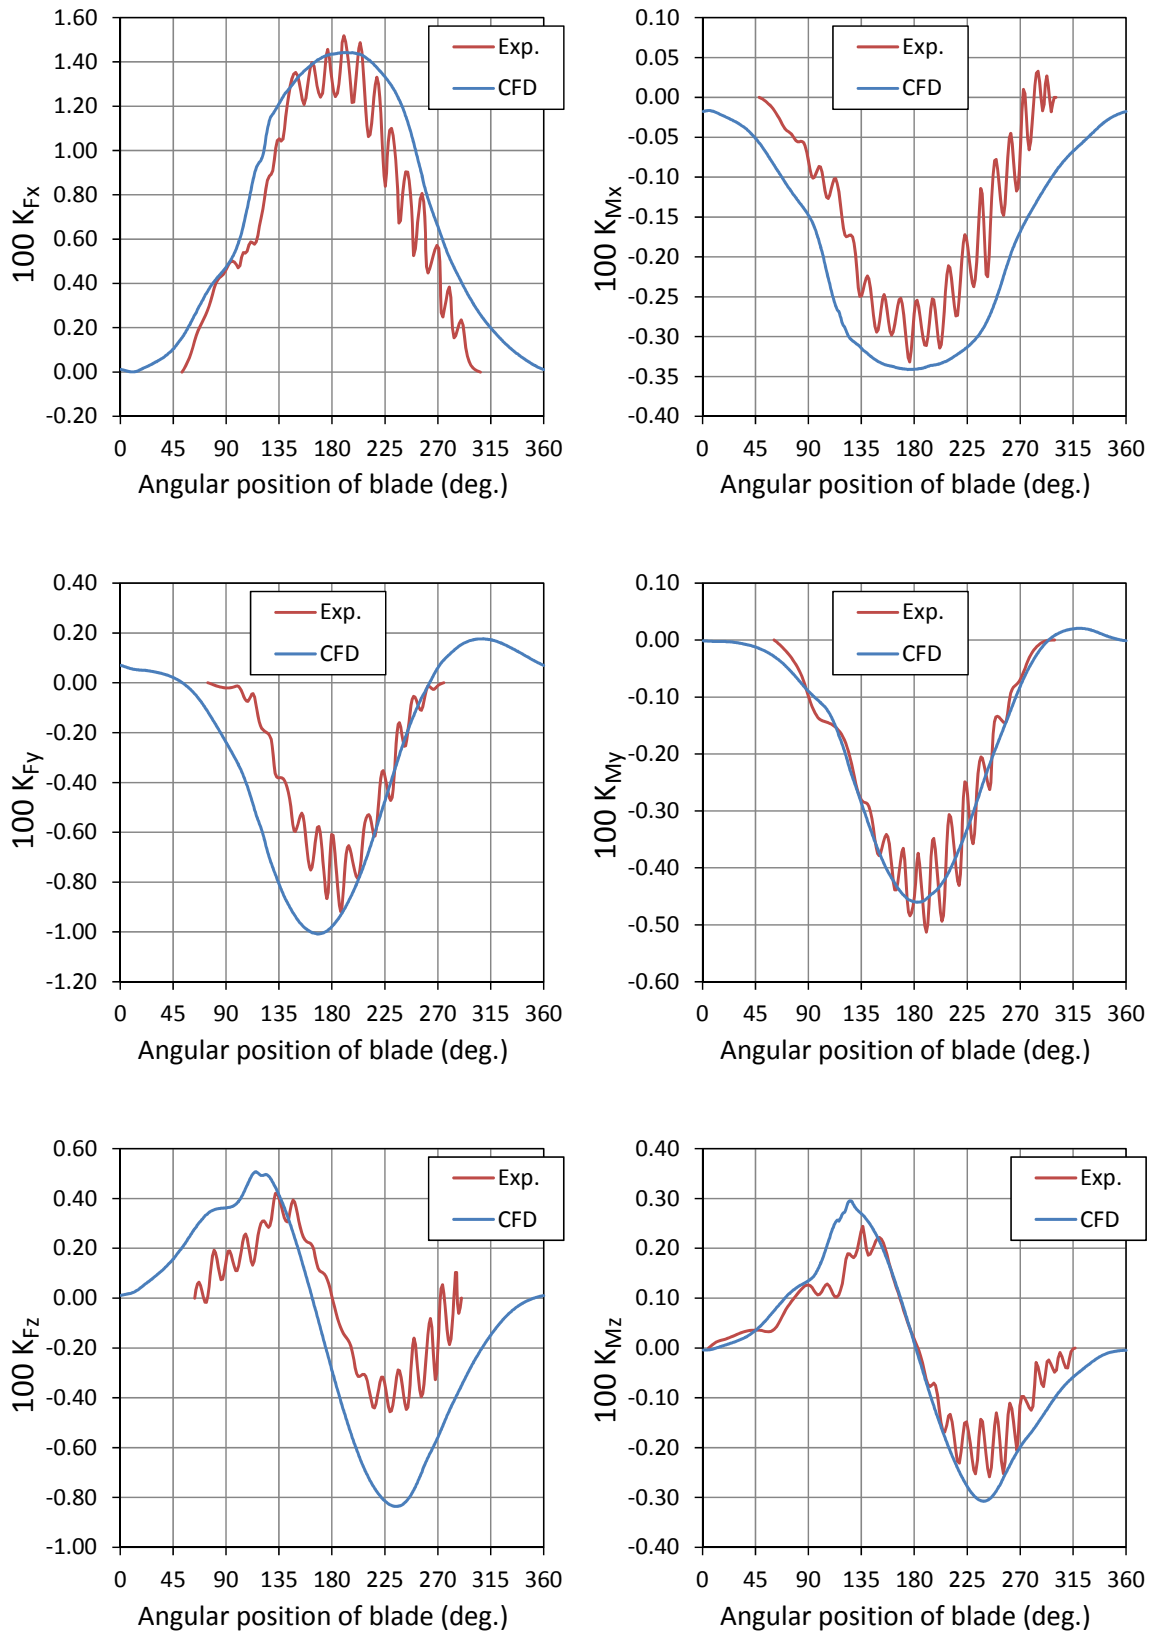 1.60
1.40
1.20
1.00
0.80
0.60
0.40
0.20
0.00
-0.20
100 KFx
Exp.
CFD
0 45 90 135 180 225 270 315 360
Angular position of blade (deg.)
0.10
0.05
0.00
-0.05
-0.10
-0.15
-0.20
-0.25
-0.30
-0.35
-0.40
100 KMx
Exp.
CFD
0 45 90 135 180 225 270 315 360
Angular position of blade (deg.)
0.40
0.20
0.00
-0.20
-0.40
-0.60
-0.80
-1.00
-1.20
100 KFy
Exp.
CFD
0 45 90 135 180 225 270 315 360
Angular position of blade (deg.)
0.10
0.00
-0.10
-0.20
-0.30
-0.40
-0.50
-0.60
100 KMy
Exp.
CFD
0 45 90 135 180 225 270 315 360
Angular position of blade (deg.)
0.60
0.40
0.20
0.00
-0.20
-0.40
-0.60
-0.80
-1.00
100 KFz
Exp.
CFD
0 45 90 135 180 225 270 315 360
Angular position of blade (deg.)
0.40
0.30
0.20
0.10
0.00
-0.10
-0.20
-0.30
-0.40
100 KMz
Exp.
CFD
0 45 90 135 180 225 270 315 360
Angular position of blade (deg.)